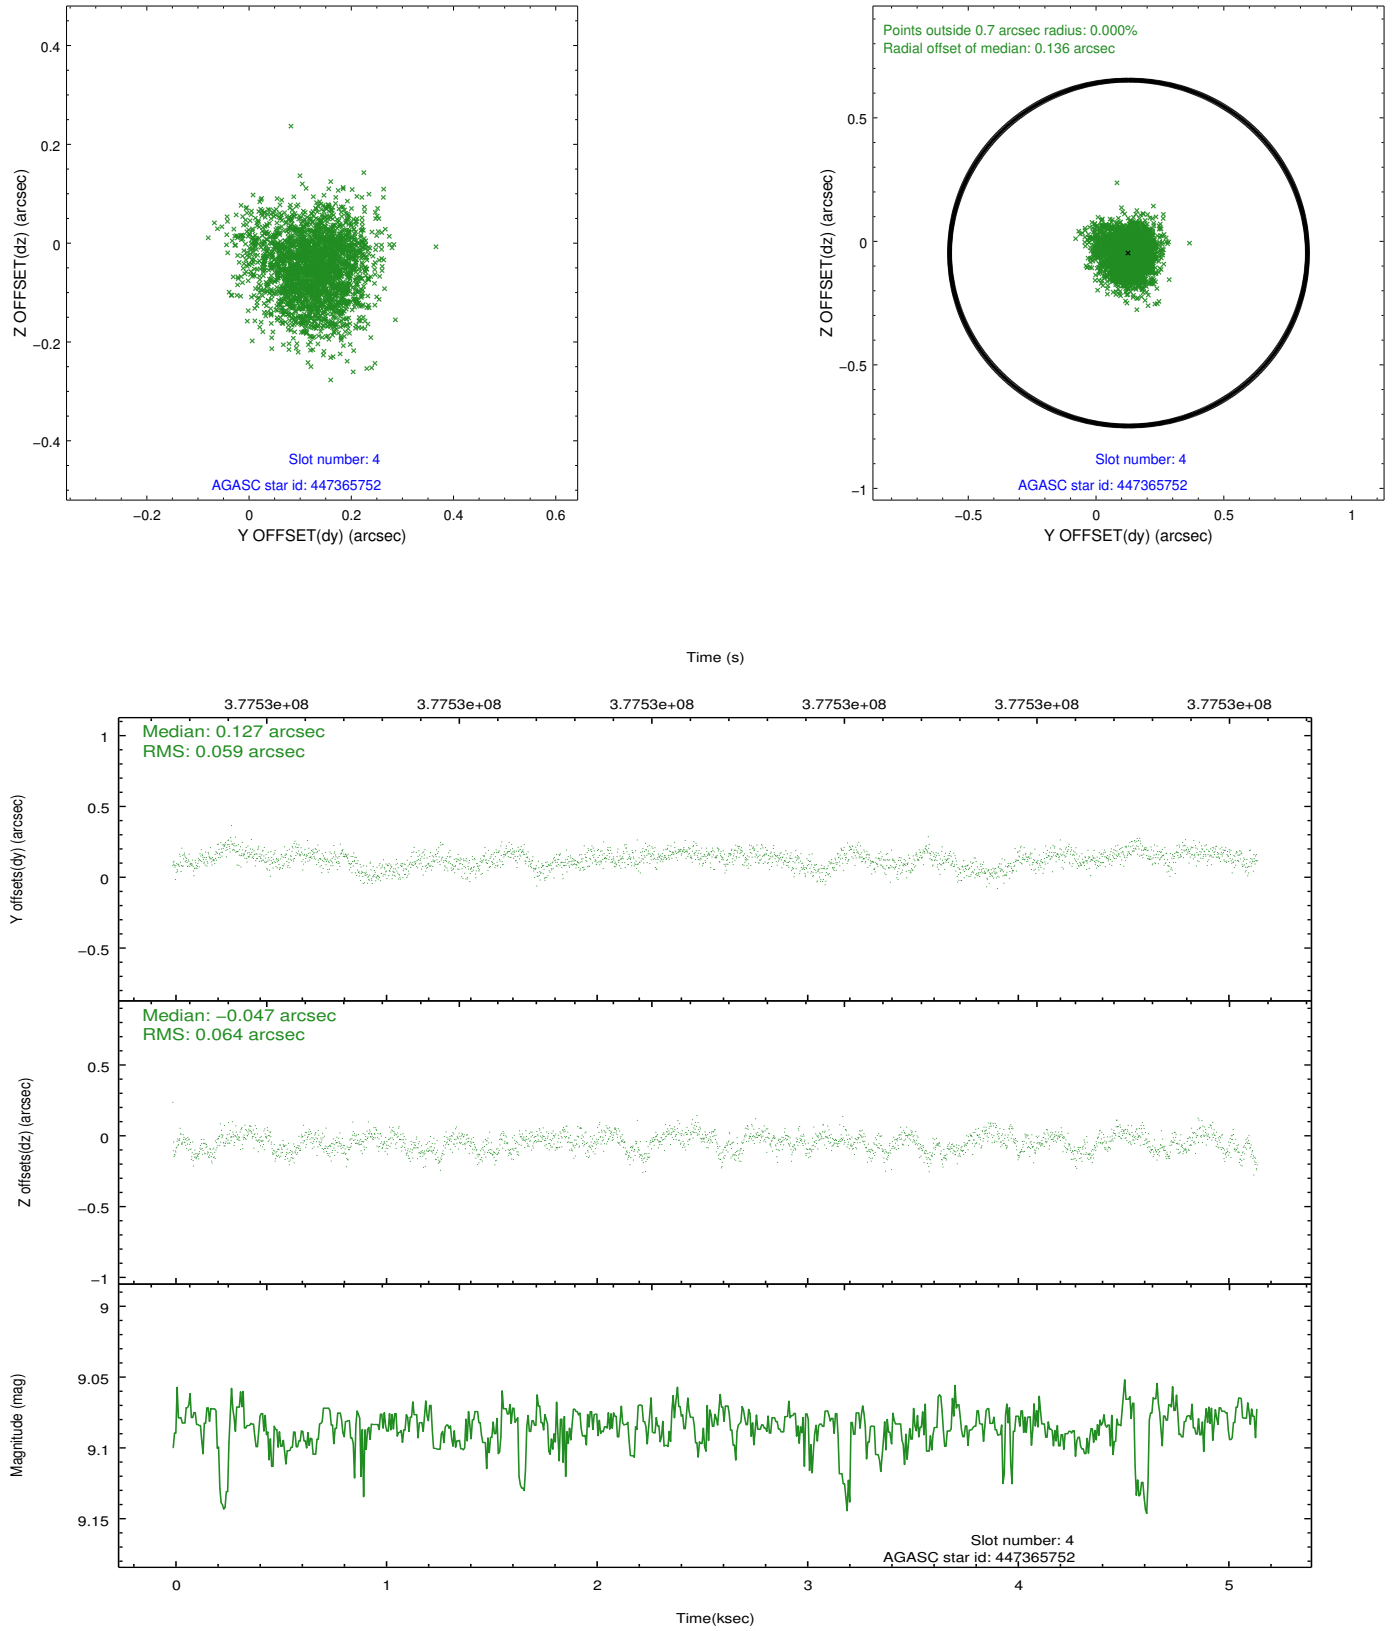 0.4
0.2
0
−0.2
−0.4
Z OFFSET(dz) (arcsec)
−0.2
0
0.2
0.4
0.6
Y OFFSET(dy) (arcsec)
Slot number: 4
AGASC star id: 447365752
Points outside 0.7 arcsec radius: 0.000%
Radial offset of median: 0.136 arcsec
0.5
0
−0.5
−1
Z OFFSET(dz) (arcsec)
−0.5
0
0.5
1
Y OFFSET(dy) (arcsec)
Slot number: 4
AGASC star id: 447365752
Time (s)
3.7753e+08
3.7753e+08
3.7753e+08
3.7753e+08
3.7753e+08
3.7753e+08
Median: 0.127 arcsec
RMS: 0.059 arcsec
1
0.5
0
−0.5
Y offsets(dy) (arcsec)
Median: −0.047 arcsec
RMS: 0.064 arcsec
0.5
0
−0.5
−1
Z offsets(dz) (arcsec)
9
9.05
9.1
9.15
Magnitude (mag)
Slot number: 4
AGASC star id: 447365752
0
1
2
3
4
5
Time(ksec)